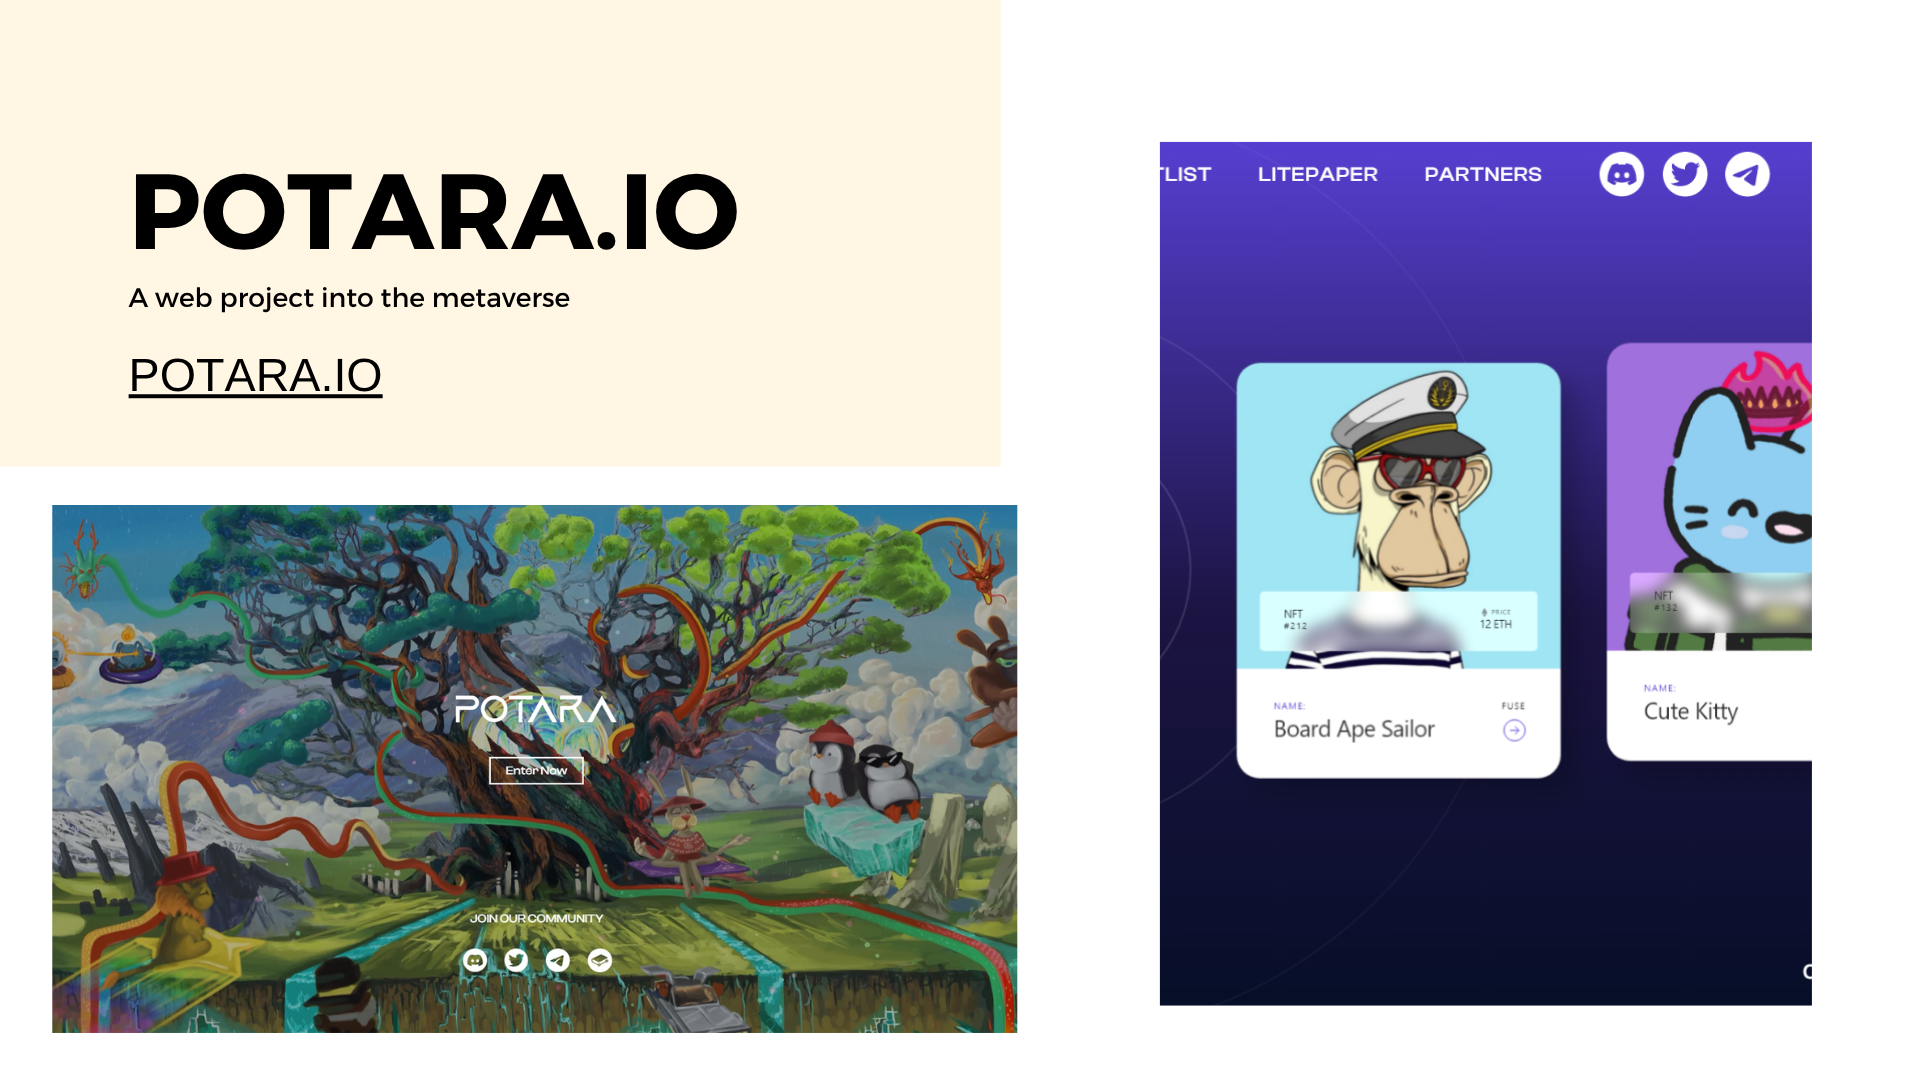 POTARA.IO
A web project into the metaverse
POTARA.IO
POTARA
Enter Now
JOIN OUR COMMUNITY
TLIST LITEPAPER PARTNERS
NFT
#212
PRICE
12 ETH
NAME:
Board Ape Sailor
FUSE
NFT
#132
NAME:
Cute Kitty